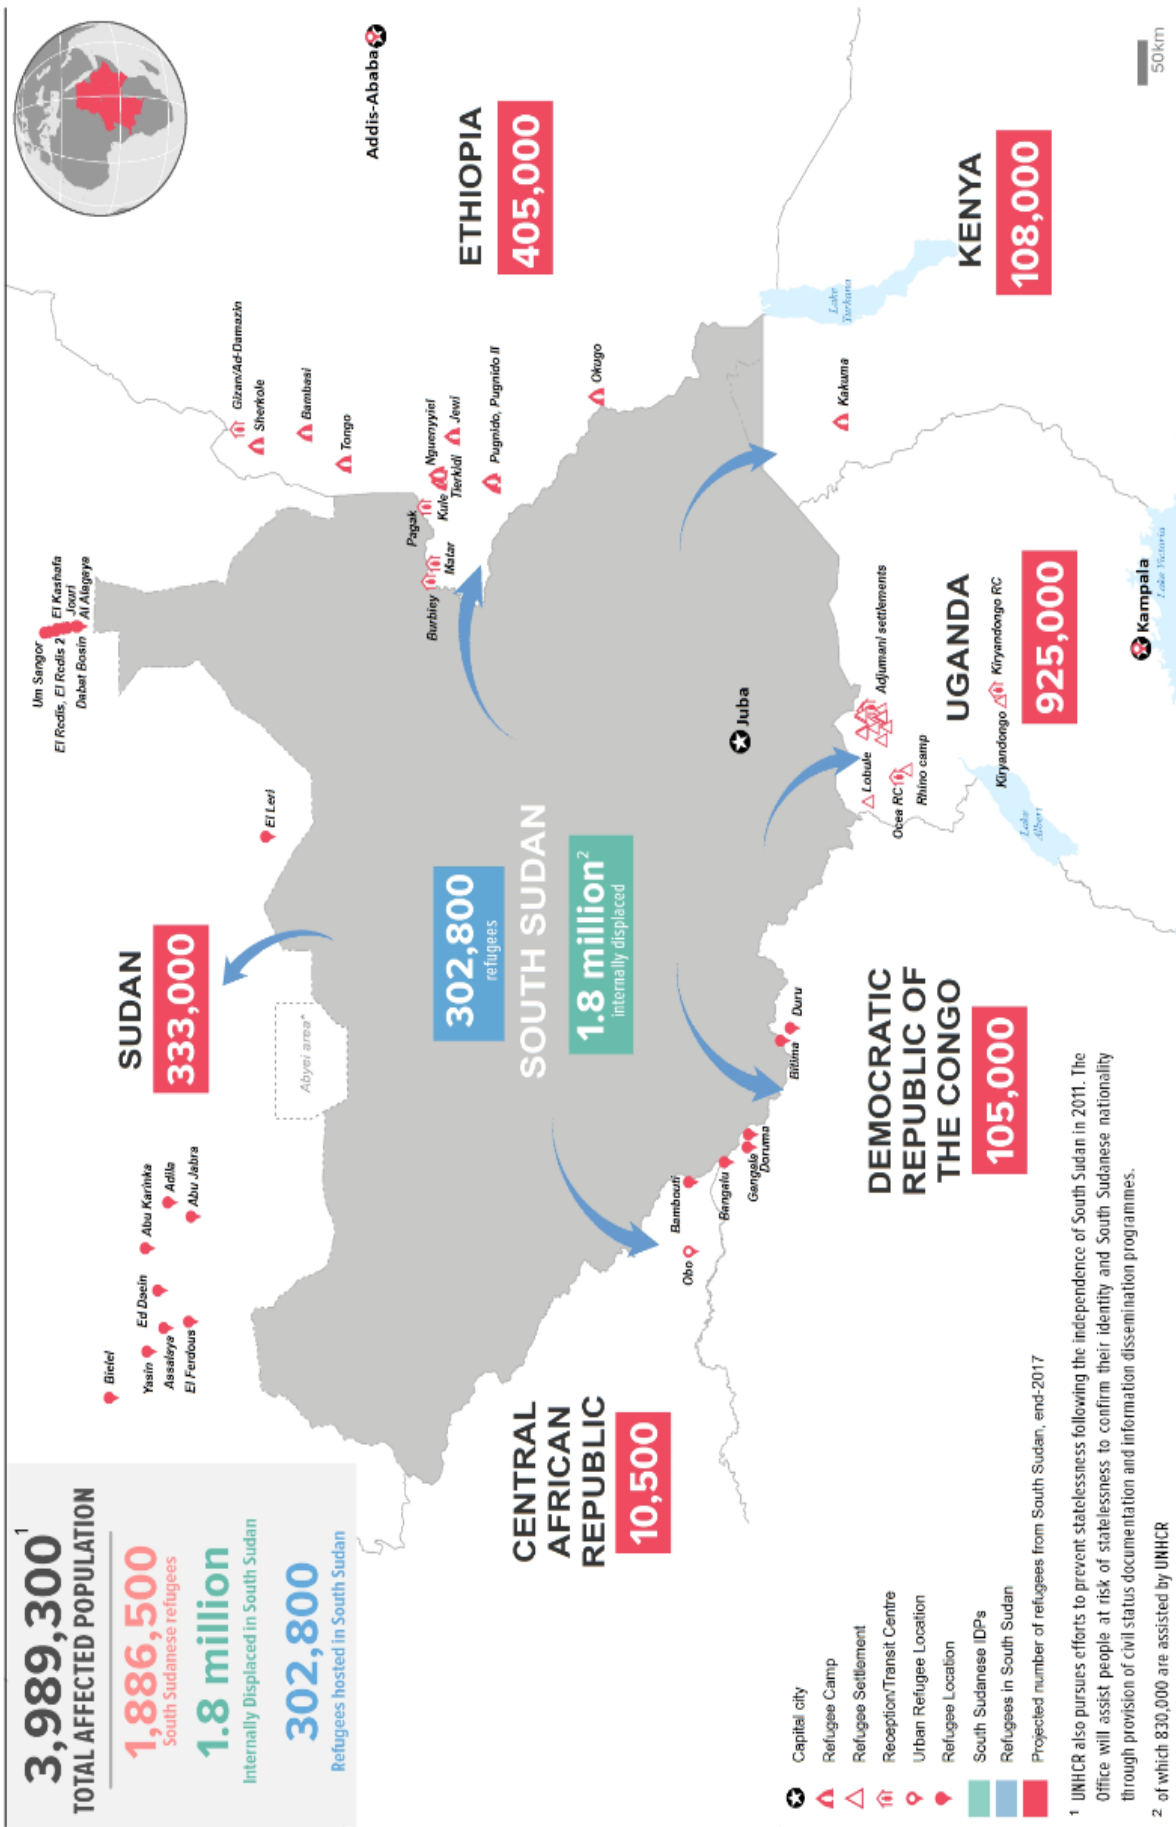 3,989,300¹
TOTAL AFFECTED POPULATION
1,886,500
South Sudanese refugees
1.8 million
Internally Displaced in South Sudan
302,800
Refugees hosted in South Sudan
SUDAN
333,000
Bielel
Yasin
Ed Daein
Assalaya
El Ferdous
Abu Karinka
Adila
Abu Jabra
Abyei area*
El Leri
Um Sangor
El Redis, El Redis 2
Dabat Bosin
El Kashafa
Jouri
Al Alagaya
Gizan/Ad-Damazin
Sherkole
Bambasi
Tongo
Pagak
Kule
Nguenyyiel
Tierkidi
Jewi
Burbiey
Matar
Pugnido, Pugnido II
Okugo
Addis-Ababa
ETHIOPIA
405,000
302,800
refugees
SOUTH SUDAN
1.8 million²
internally displaced
Juba
CENTRAL
AFRICAN
REPUBLIC
10,500
Obo
Bambouti
Bangalu
Gangala
Doruma
Bitima
Duru
DEMOCRATIC
REPUBLIC OF
THE CONGO
105,000
Lobule
Ocea RC
Rhino camp
Adjumani settlements
UGANDA
925,000
Kiryandongo
Kiryandongo RC
Kampala
Lake
Albert
Lake Victoria
Lake
Turkana
Kakuma
KENYA
108,000
50km
Capital city
Refugee Camp
Refugee Settlement
Reception/Transit Centre
Urban Refugee Location
Refugee Location
South Sudanese IDPs
Refugees in South Sudan
Projected number of refugees from South Sudan, end-2017
¹ UNHCR also pursues efforts to prevent statelessness following the independence of South Sudan in 2011. The
Office will assist people at risk of statelessness to confirm their identity and South Sudanese nationality
through provision of civil status documentation and information dissemination programmes.
² of which 830,000 are assisted by UNHCR